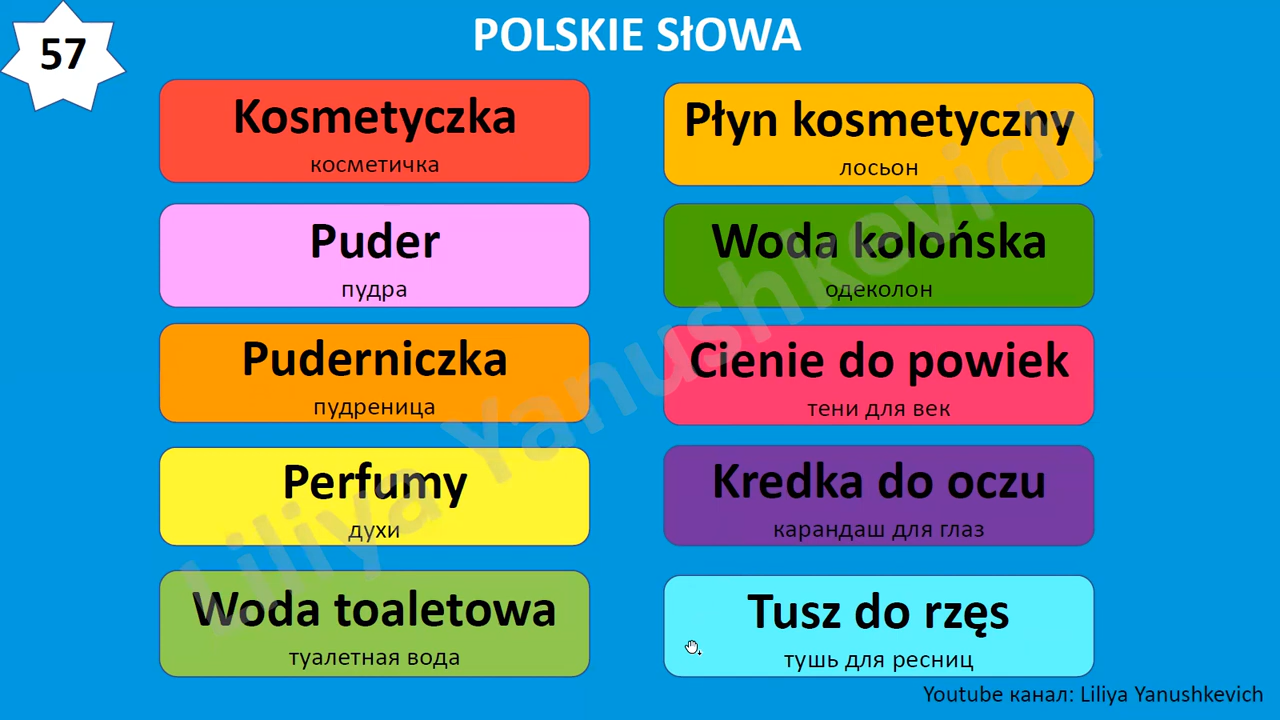 57
POLSKIE SŁOWA
Kosmetyczka
косметичка
Puder
пудра
Puderniczka
пудреница
Perfumy
духи
Woda toaletowa
туалетная вода
Płyn kosmetyczny
лосьон
Woda kolońska
одеколон
Cienie do powiek
тени для век
Kredka do oczu
карандаш для глаз
Tusz do rzęs
тушь для ресниц
Liliya Yanushkevich
Youtube канал: Liliya Yanushkevich